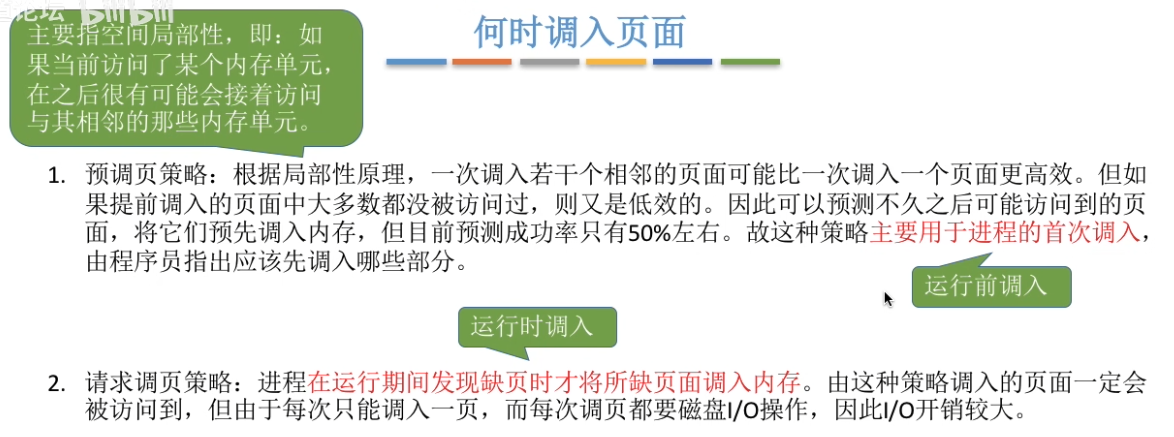 论坛 bilibili
主要指空间局部性，即：如
果当前访问了某个内存单元，
在之后很有可能会接着访问
与其相邻的那些内存单元。
何时调入页面
1. 预调页策略：根据局部性原理，一次调入若干个相邻的页面可能比一次调入一个页面更高效。但如
果提前调入的页面中大多数都没被访问过，则又是低效的。因此可以预测不久之后可能访问到的页
面，将它们预先调入内存，但目前预测成功率只有50%左右。故这种策略主要用于进程的首次调入，
由程序员指出应该先调入哪些部分。
运行前调入
运行时调入
2. 请求调页策略：进程在运行期间发现缺页时才将所缺页面调入内存。由这种策略调入的页面一定会
被访问到，但由于每次只能调入一页，而每次调页都要磁盘I/O操作，因此I/O开销较大。